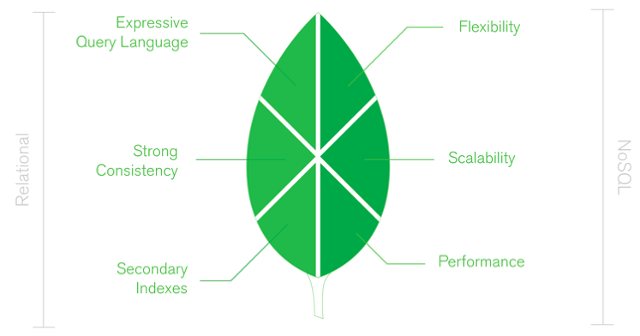 Relational
Expressive
Query Language
Strong
Consistency
Secondary
Indexes
Flexibility
Scalability
Performance
NoSQL